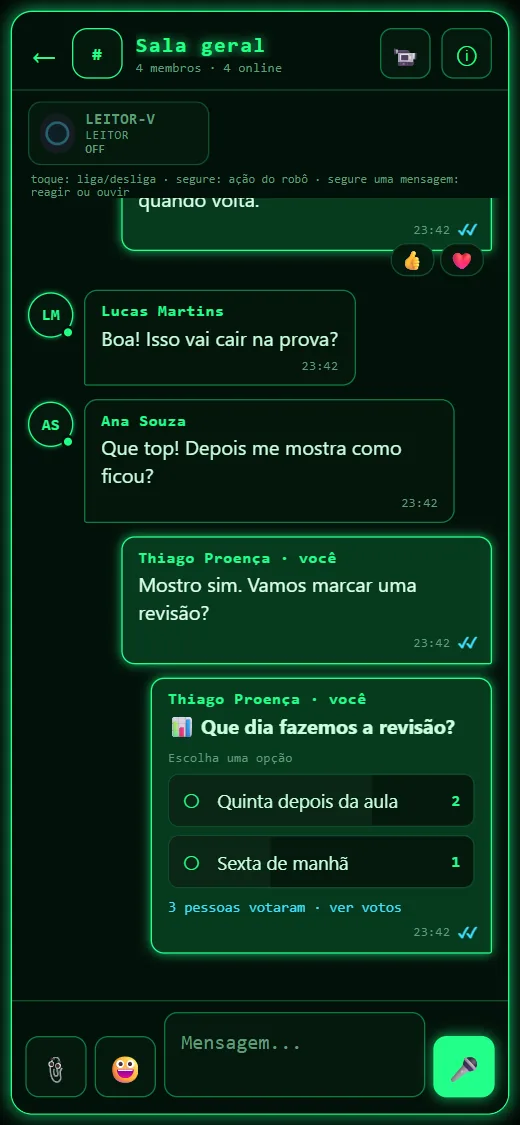 ←
#
Sala geral
4 membros · 4 online
ⓘ
LEITOR-V
LEITOR
OFF
toque: liga/desliga · segure: ação do robô · segure uma mensagem:
reagir ou ouvir
quando volta.
23:42
Lucas Martins
LM
Boa! Isso vai cair na prova?
23:42
Ana Souza
AS
Que top! Depois me mostra como
ficou?
23:42
Thiago Proença · você
Mostro sim. Vamos marcar uma
revisão?
23:42
Thiago Proença · você
📊 Que dia fazemos a revisão?
Escolha uma opção
Quinta depois da aula 2
Sexta de manhã 1
3 pessoas votaram · ver votos
23:42
Mensagem...